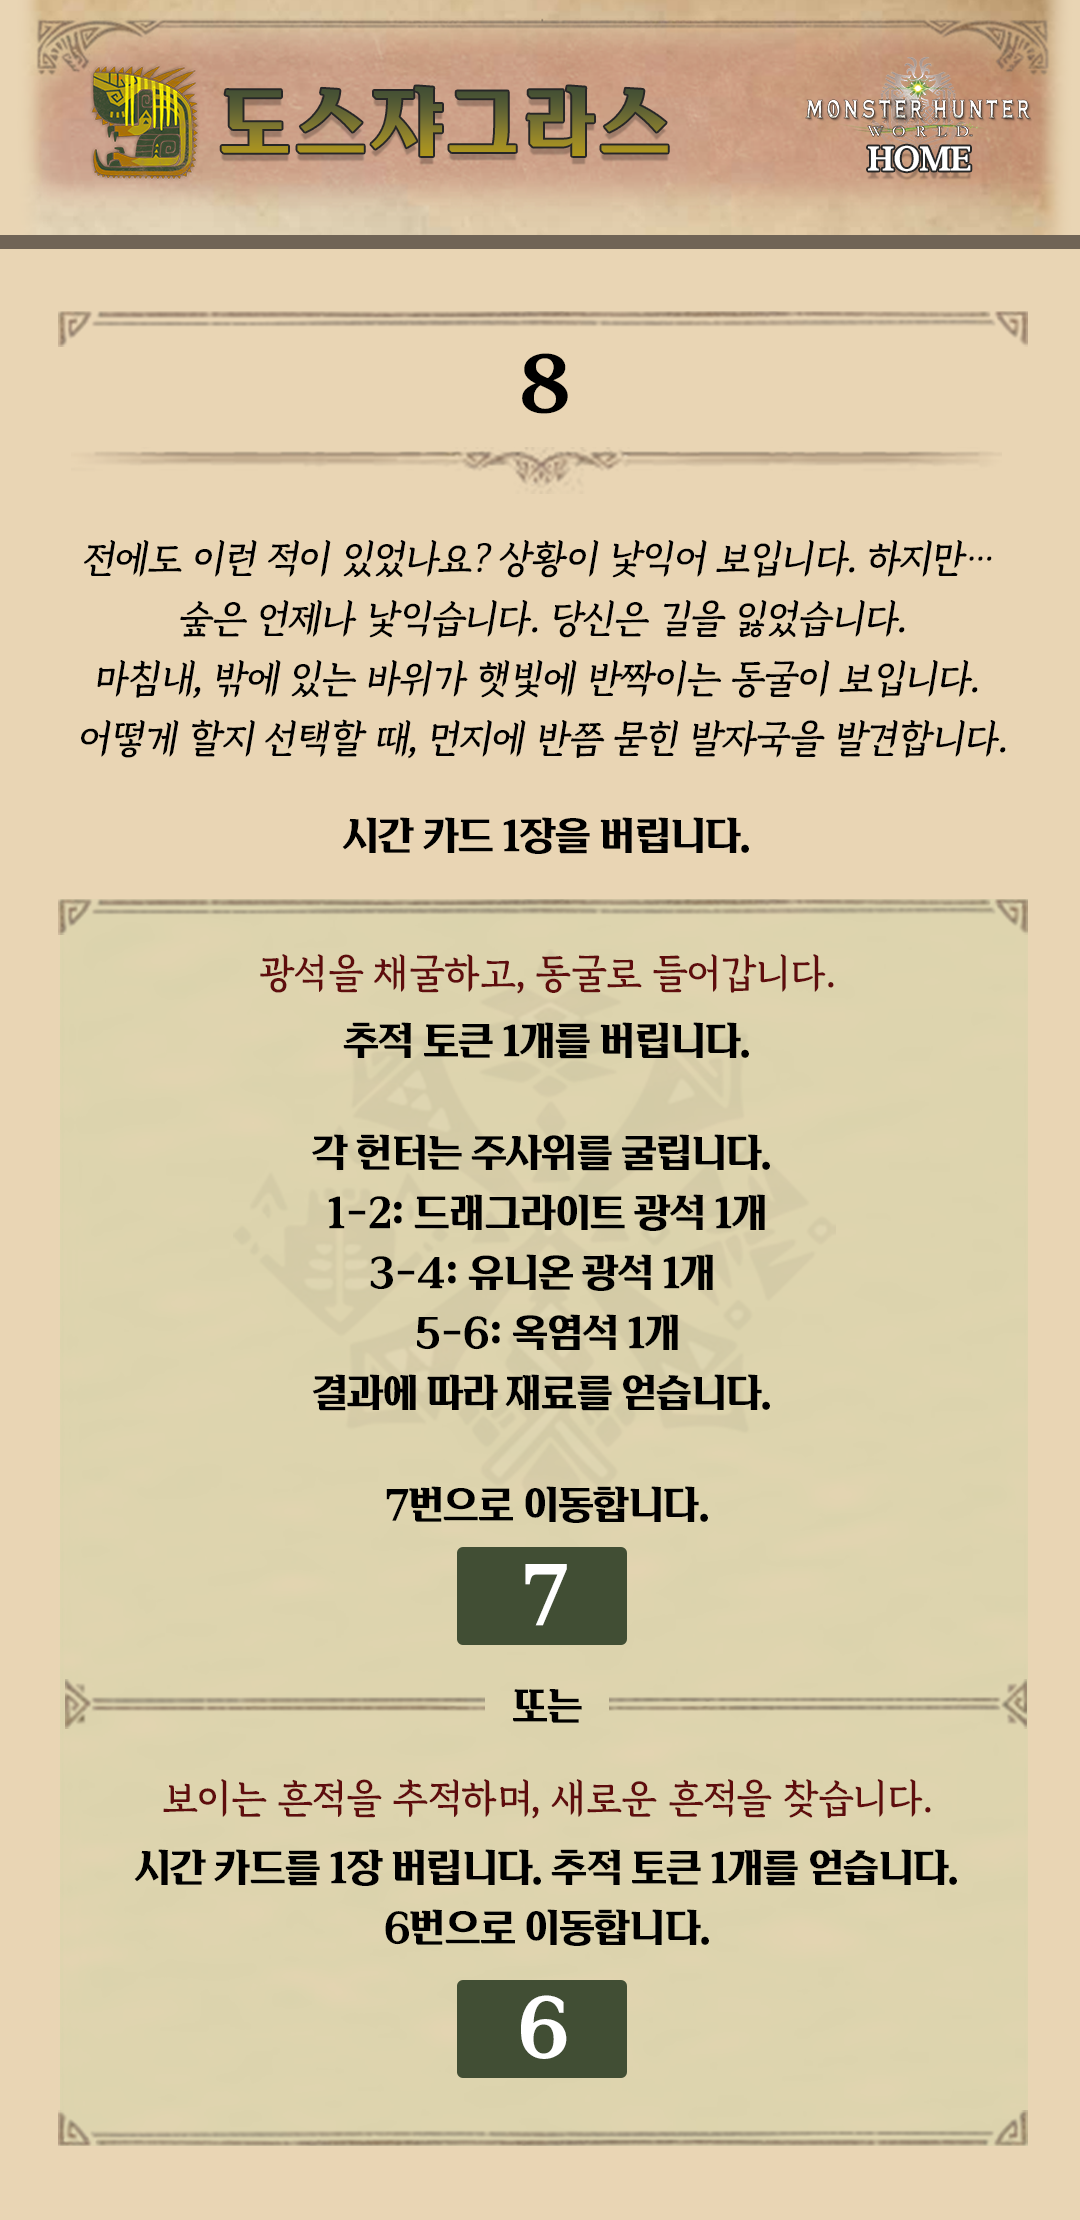 도스쟈그라스
MONSTER HUNTER
WORLD
HOME
8
전에도 이런 적이 있었나요? 상황이 낯익어 보입니다. 하지만…
숲은 언제나 낯익습니다. 당신은 길을 잃었습니다.
마침내, 밖에 있는 바위가 햇빛에 반짝이는 동굴이 보입니다.
어떻게 할지 선택할 때, 먼지에 반쯤 묻힌 발자국을 발견합니다.
시간 카드 1장을 버립니다.
광석을 채굴하고, 동굴로 들어갑니다.
추적 토큰 1개를 버립니다.
각 헌터는 주사위를 굴립니다.
1-2: 드래그라이트 광석 1개
3-4: 유니온 광석 1개
5-6: 옥염석 1개
결과에 따라 재료를 얻습니다.
7번으로 이동합니다.
7
또는
보이는 흔적을 추적하며, 새로운 흔적을 찾습니다.
시간 카드를 1장 버립니다. 추적 토큰 1개를 얻습니다.
6번으로 이동합니다.
6